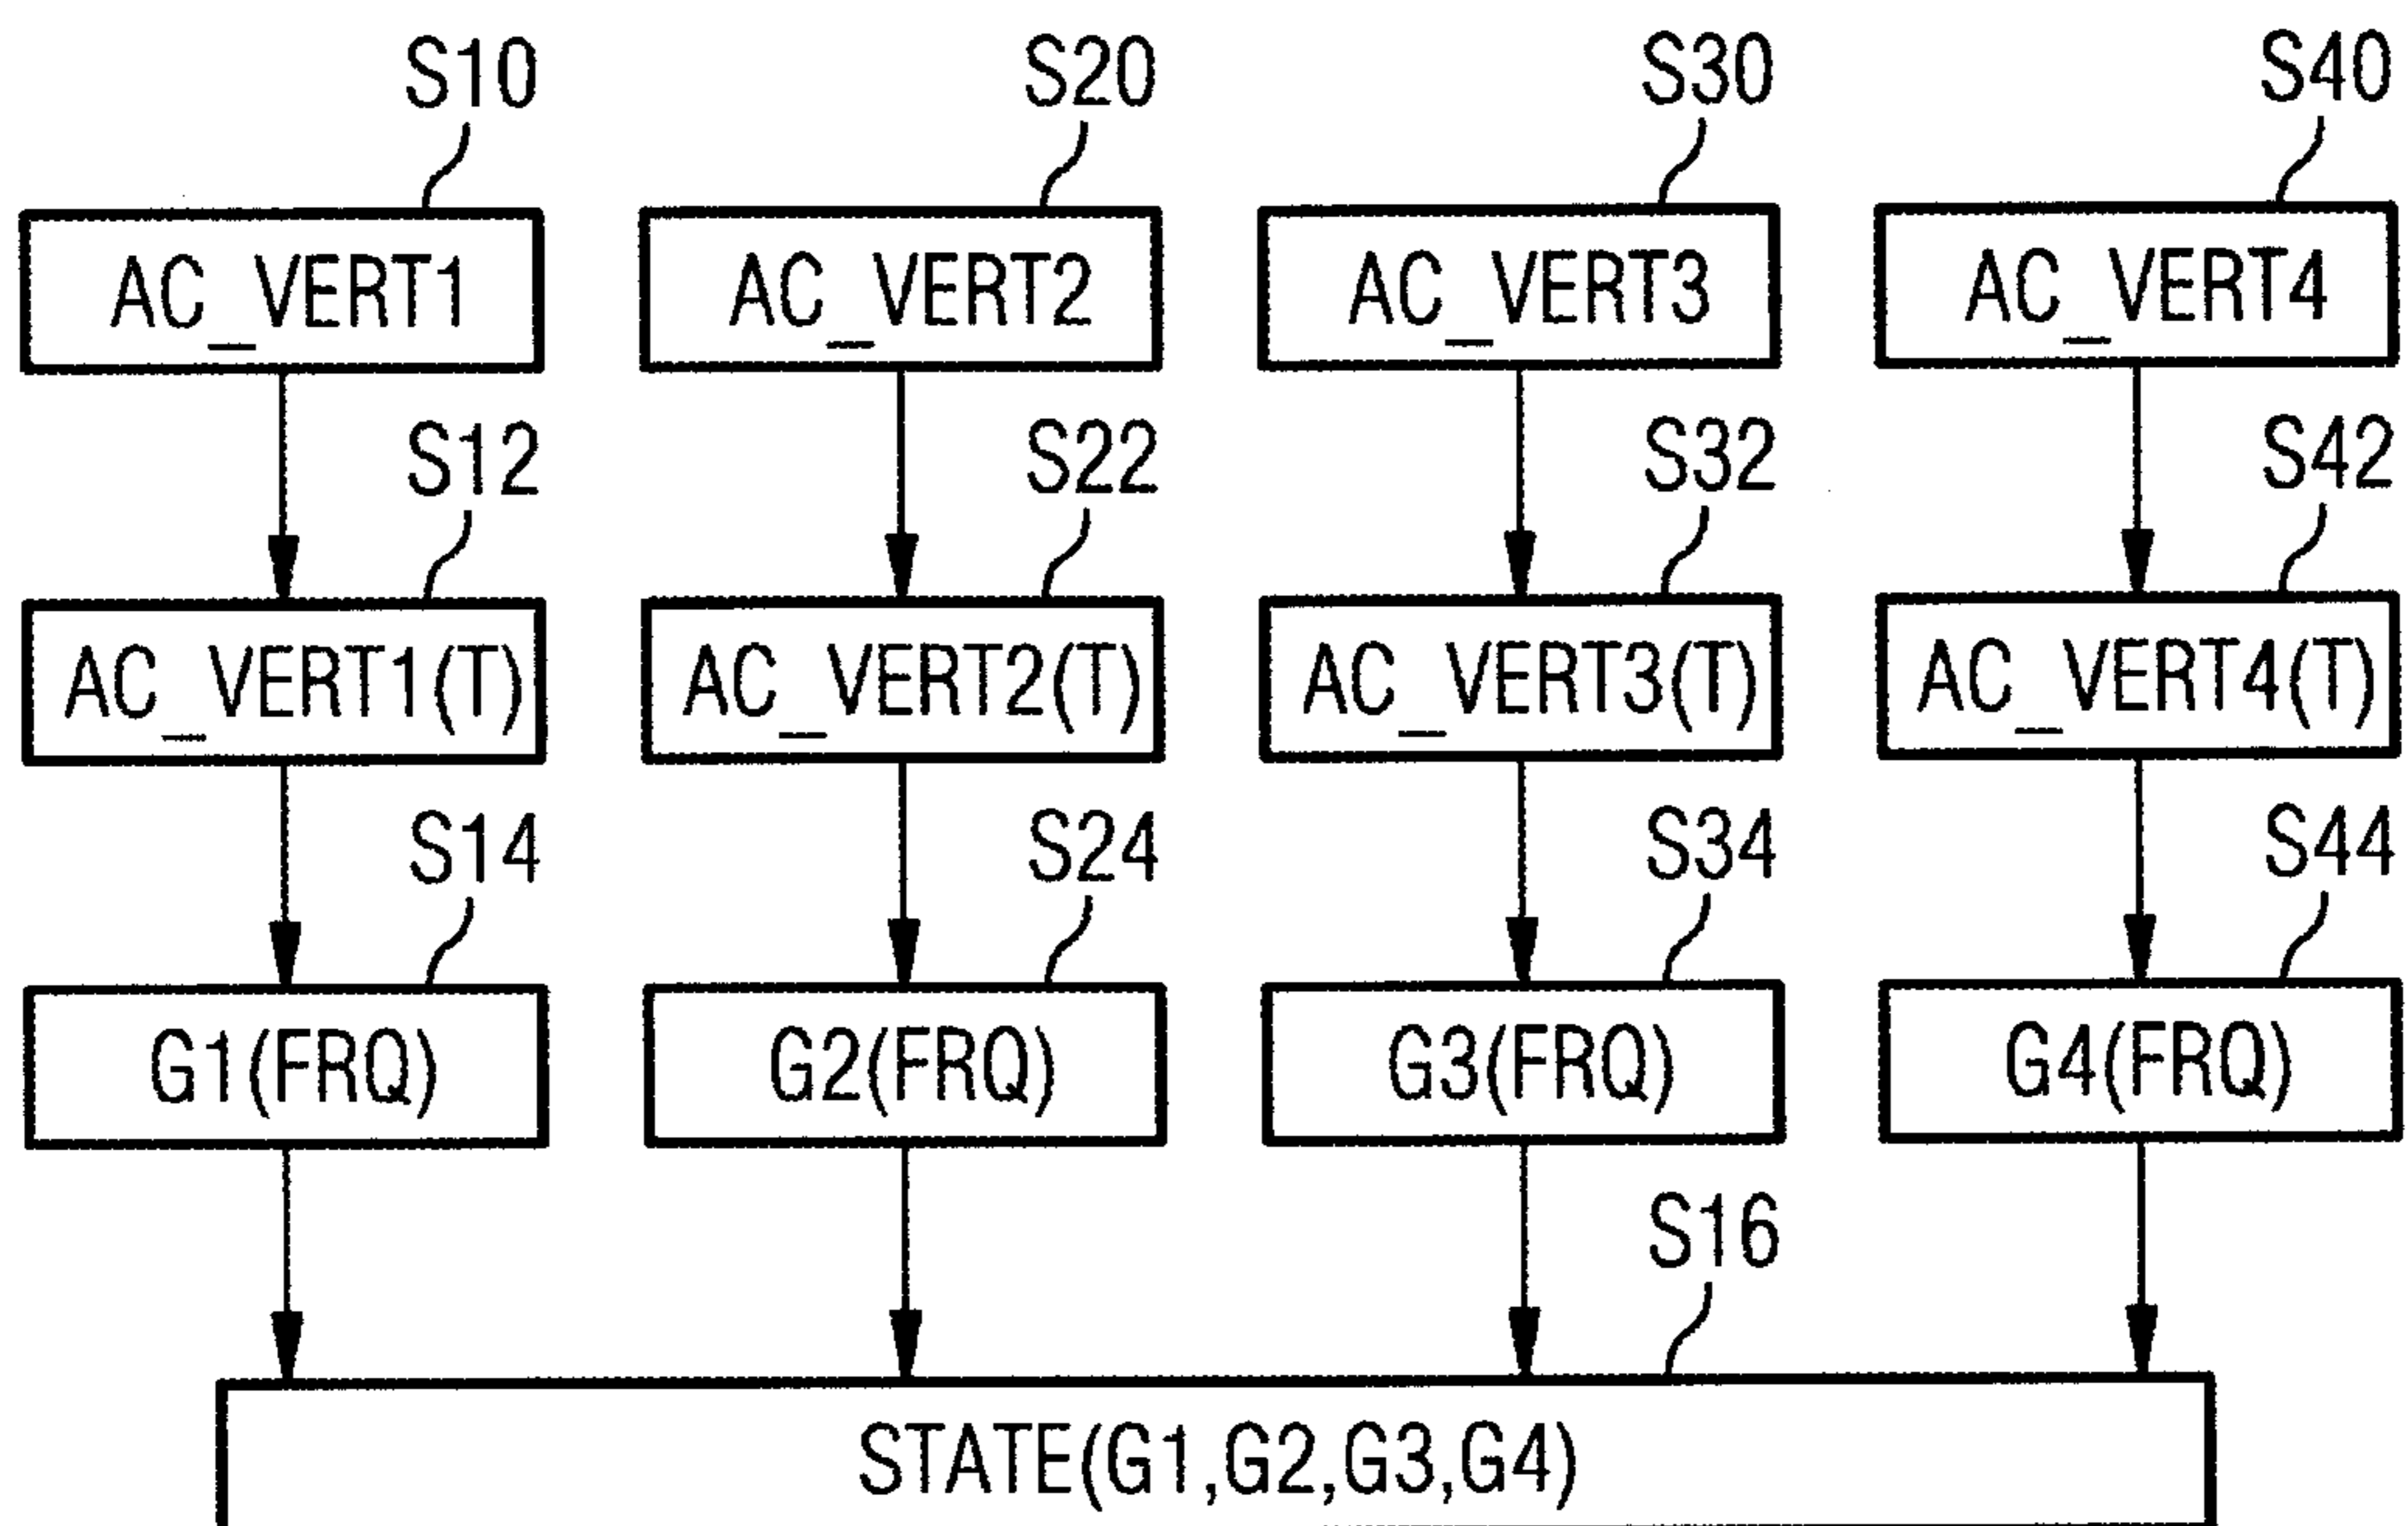 S10 S20 S30 S40
AC_VERT1 AC_VERT2 AC_VERT3 AC_VERT4
S12 S22 S32 S42
AC_VERT1(T) AC_VERT2(T) AC_VERT3(T) AC_VERT4(T)
S14 S24 S34 S44
G1(FRQ) G2(FRQ) G3(FRQ) G4(FRQ)
S16
STATE(G1,G2,G3,G4)